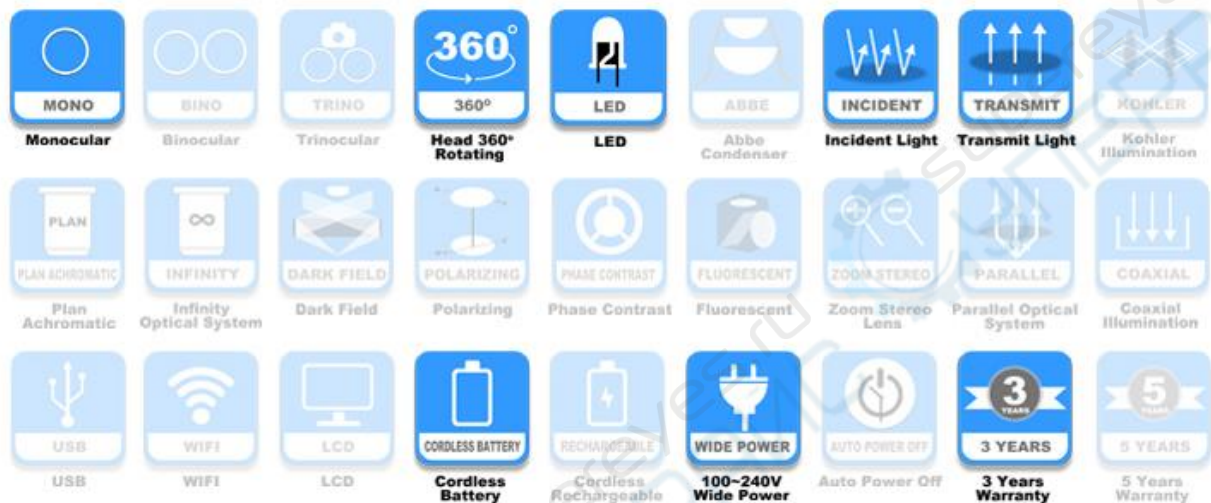 360°
2
MONO BINO TRINO 360° LED ABBE INCIDENT TRANSMIT KOHLER
Monocular Binocular Trinocular Head 360° Rotating LED Abbe Condenser Incident Light Transmit Light Kohler Illumination
PLAN ∞
PLAN ACHROMATIC INFINITY DARK FIELD POLARIZING PHASE CONTRAST FLUORESCENT ZOOM STEREO PARALLEL COAXIAL
Plan Achromatic Infinity Optical System Dark Field Polarizing Phase Contrast Fluorescent Zoom Stereo Lens Parallel Optical System Coaxial Illumination
3 YEARS 5 YEARS
USB WIFI LCD CORDLESS BATTERY RECHARGEABLE WIDE POWER AUTO POWER OFF 3 YEARS 5 YEARS
USB WIFI LCD Cordless Battery Cordless Rechargeable 100~240V Wide Power Auto Power Off 3 Years Warranty 5 Years Warranty